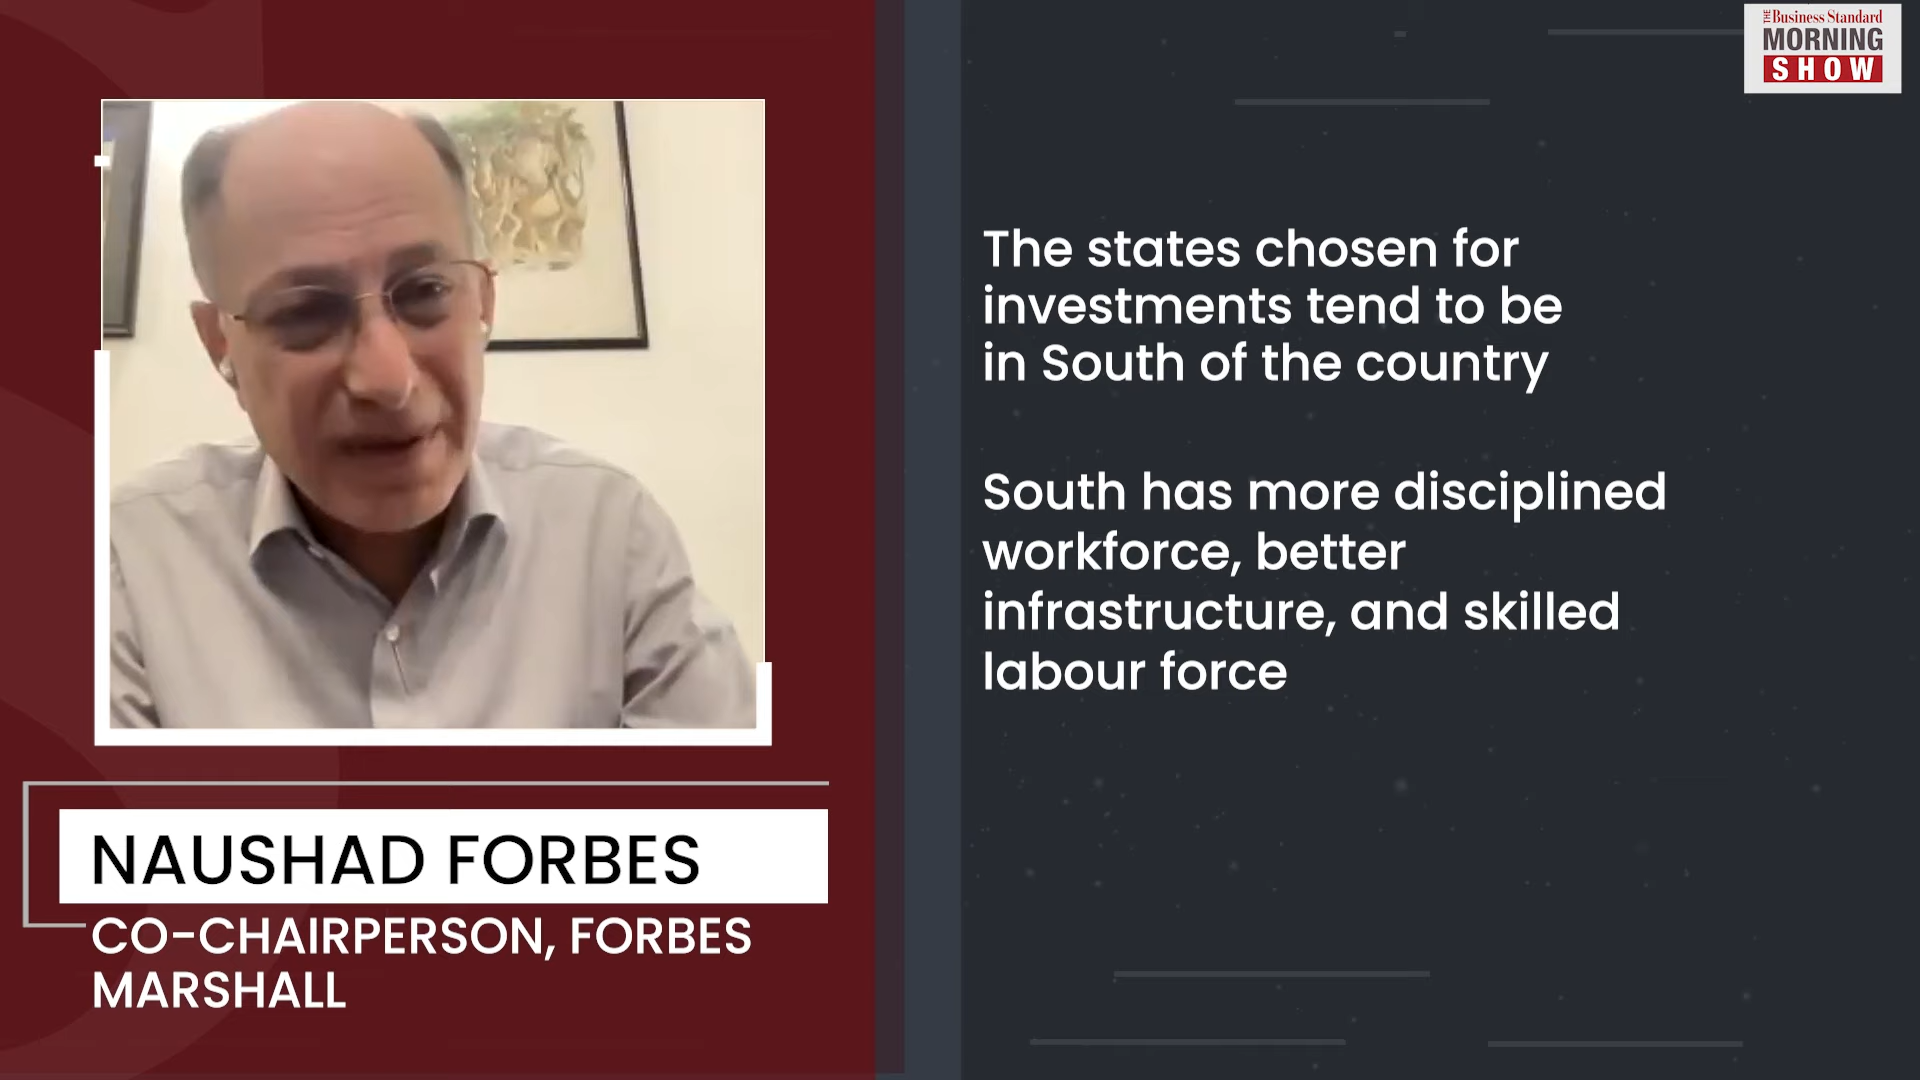 THE Business Standard
MORNING
SHOW
The states chosen for
investments tend to be
in South of the country
South has more disciplined
workforce, better
infrastructure, and skilled
labour force
NAUSHAD FORBES
CO-CHAIRPERSON, FORBES
MARSHALL